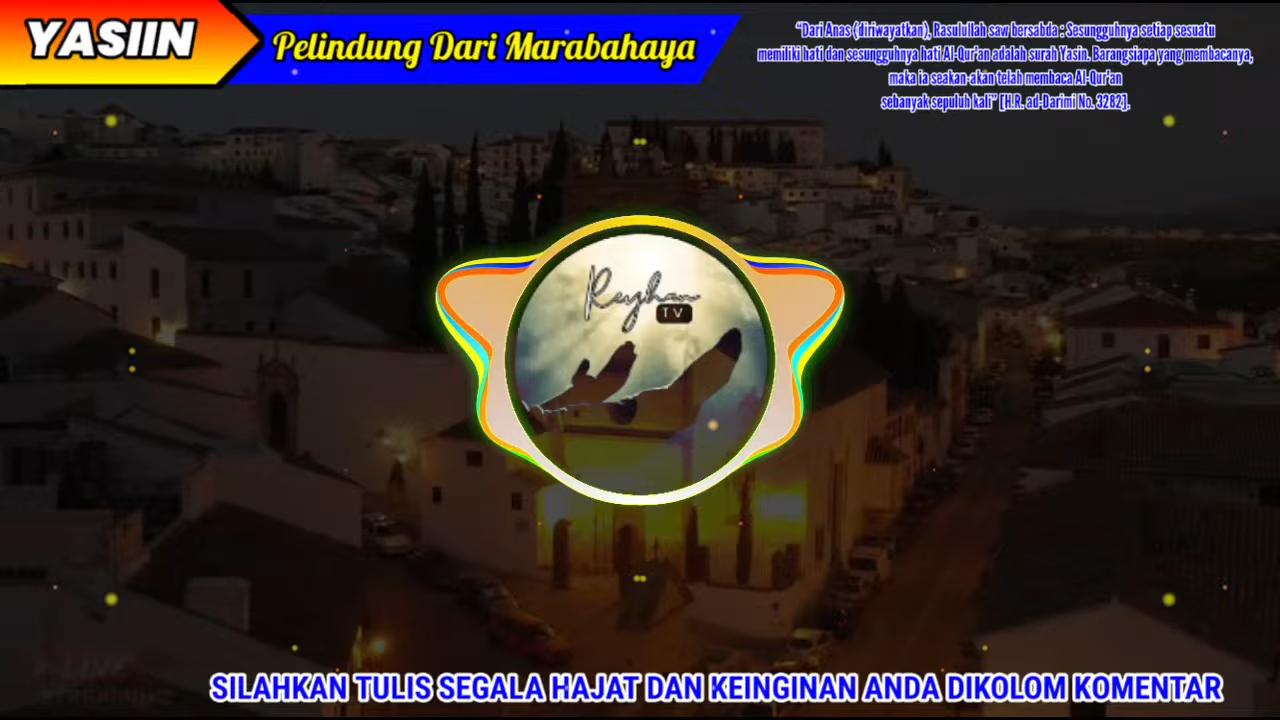 YASIIN
Pelindung Dari Marabahaya
"Dari Anas (diriwayatkan), Rasulullah saw bersabda : Sesungguhnya setiap sesuatu
memiliki hati dan sesungguhnya hati Al-Qur'an adalah surah Yasin. Barangsiapa yang membacanya,
maka ia seakan-akan telah membaca Al-Qur'an
sebanyak sepuluh kali" [H.R. ad-Darimi No. 3282].
Reyhan
TV
LIVE
SILAHKAN TULIS SEGALA HAJAT DAN KEINGINAN ANDA DIKOLOM KOMENTAR